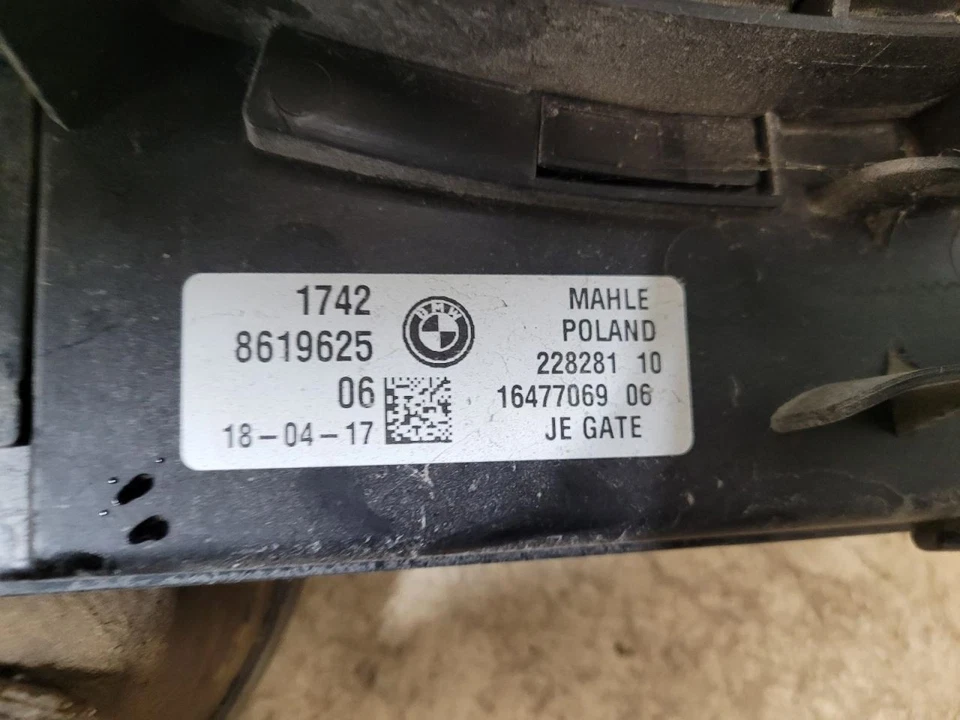 1742
8619625
06
18-04-17
BMW
MAHLE
POLAND
228281 10
16477069 06
JE GATE